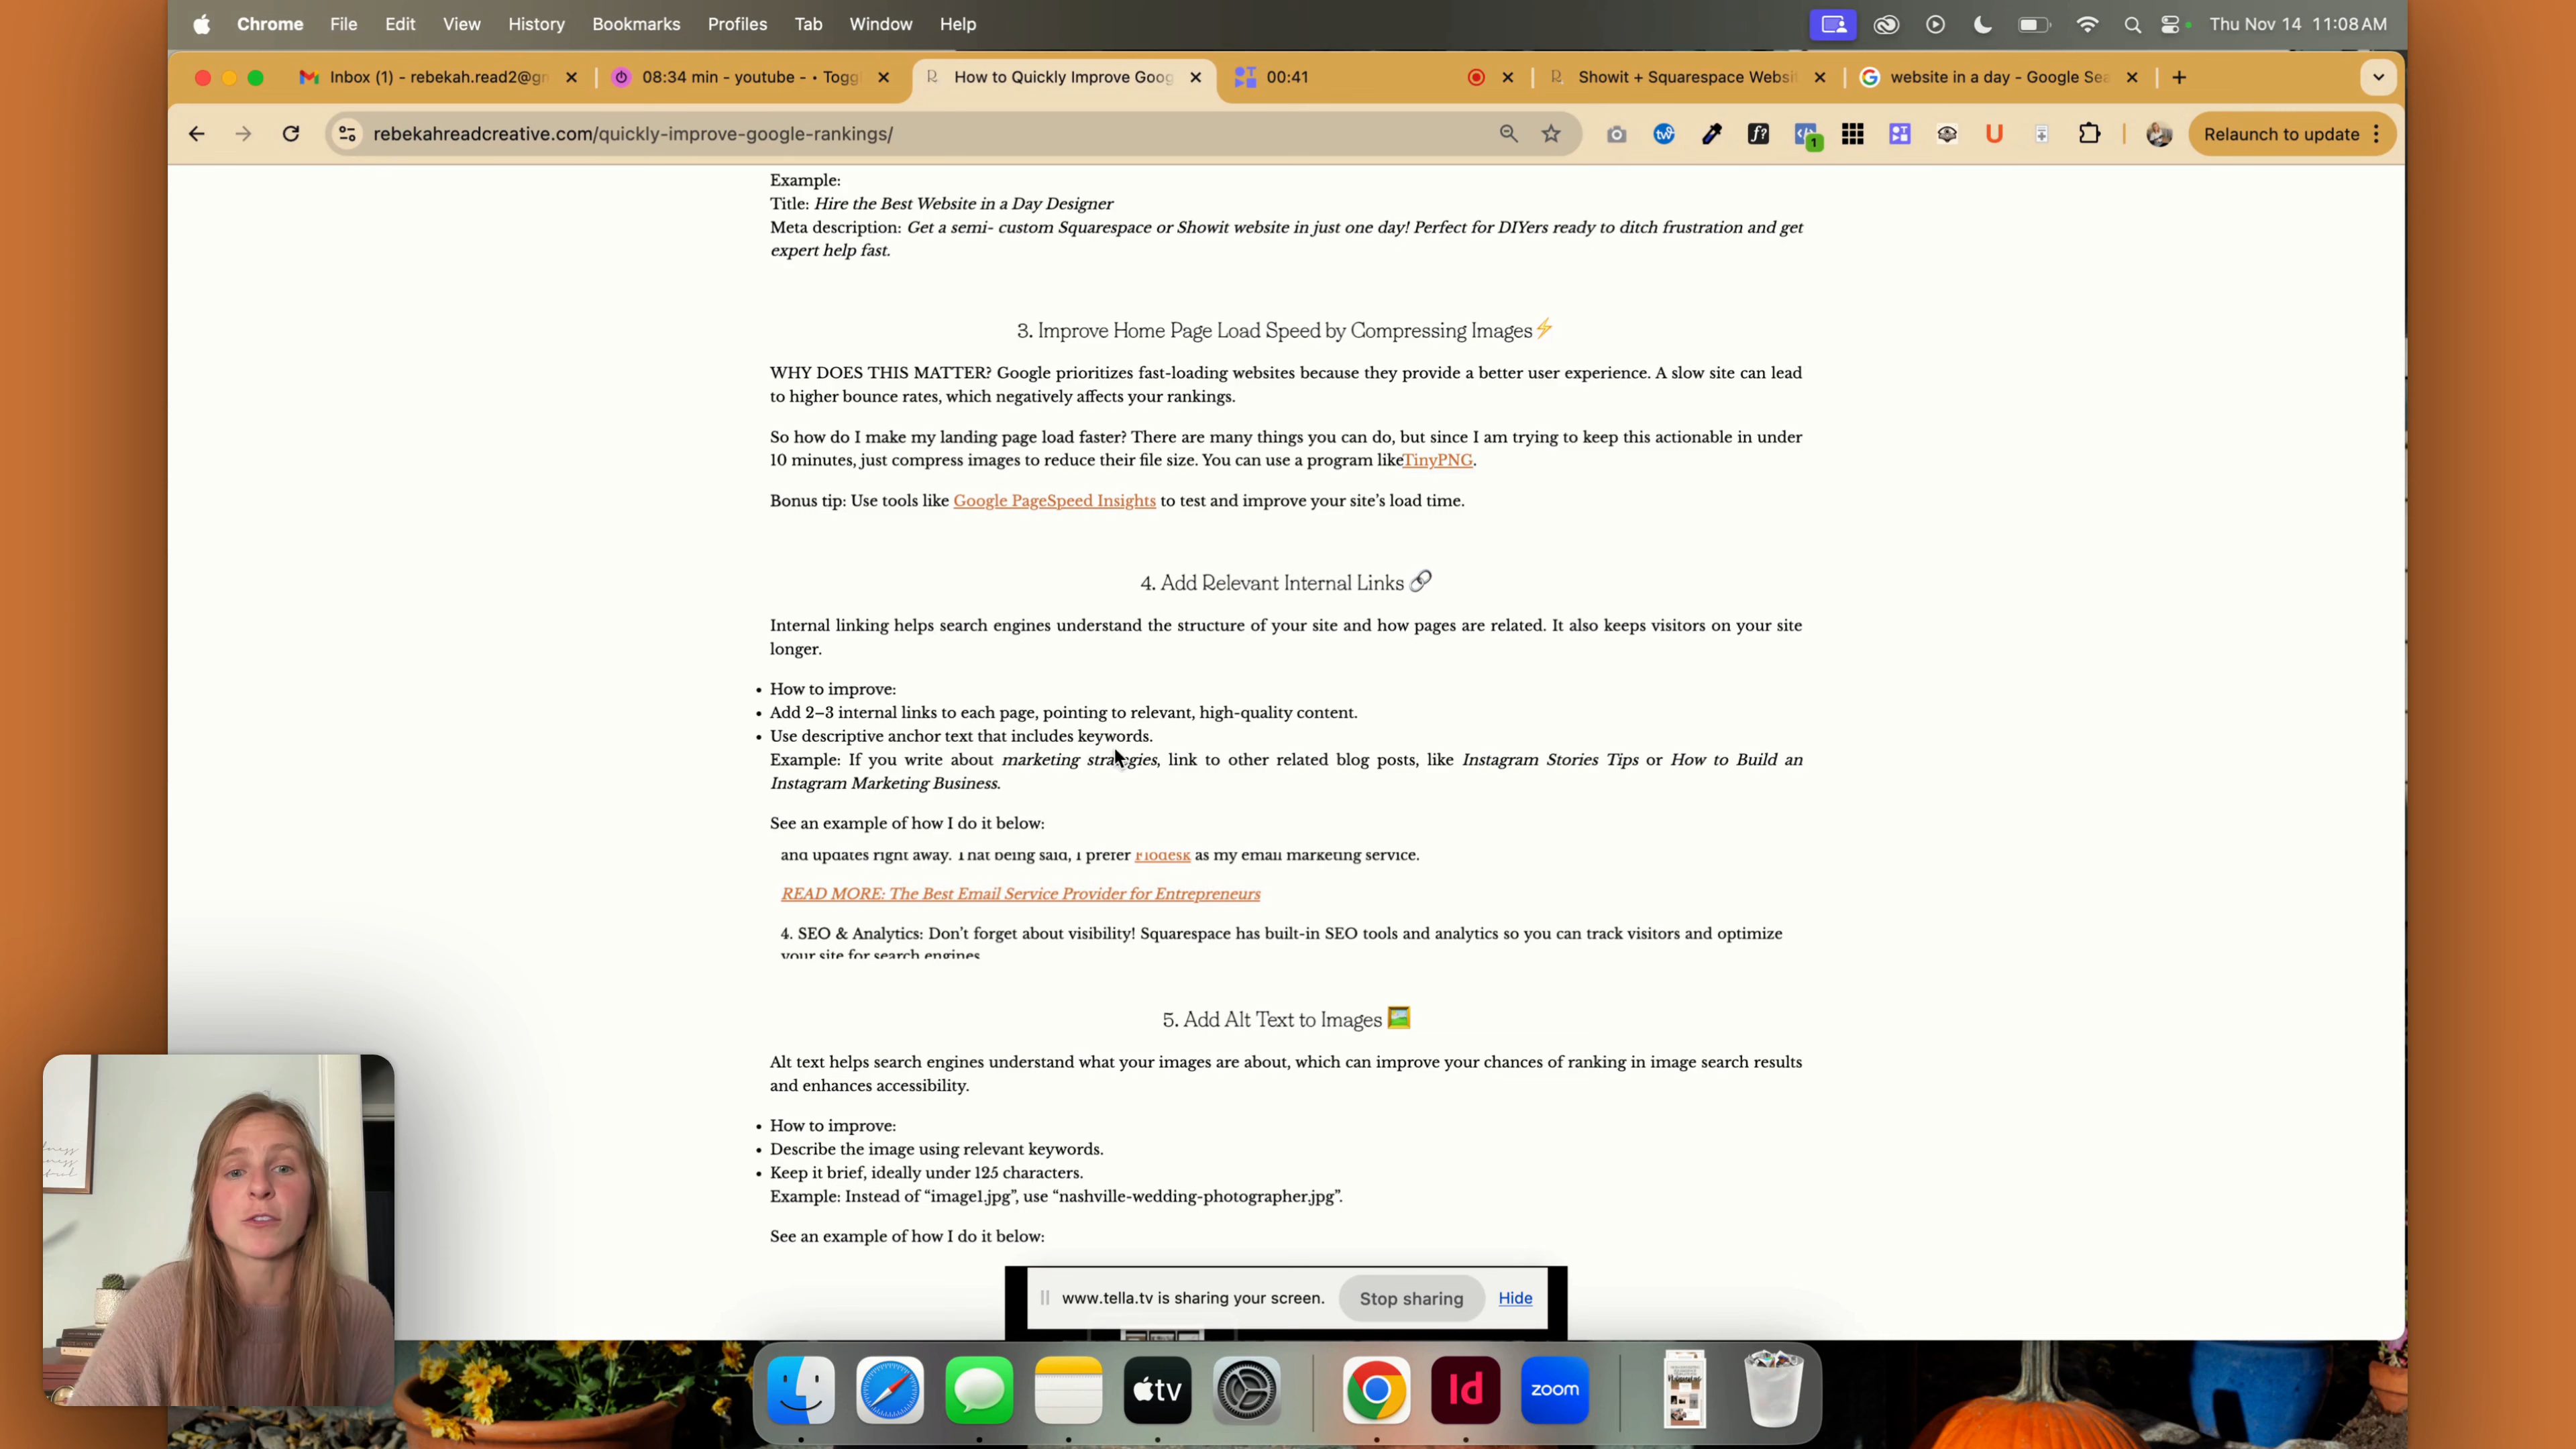 Chrome File Edit View History Bookmarks Profiles Tab Window Help Thu Nov 14 11:08 AM
Inbox (1) - rebekah.read2@gm 08:34 min - youtube - • Togg How to Quickly Improve Goog 00:41 Showit + Squarespace Websi website in a day - Google Sea
rebekahreadcreative.com/quickly-improve-google-rankings/ tw f? 1 U Relaunch to update
Example:
Title: Hire the Best Website in a Day Designer
Meta description: Get a semi- custom Squarespace or Showit website in just one day! Perfect for DIYers ready to ditch frustration and get
expert help fast.
3. Improve Home Page Load Speed by Compressing Images⚡
WHY DOES THIS MATTER? Google prioritizes fast-loading websites because they provide a better user experience. A slow site can lead
to higher bounce rates, which negatively affects your rankings.
So how do I make my landing page load faster? There are many things you can do, but since I am trying to keep this actionable in under
10 minutes, just compress images to reduce their file size. You can use a program likeTinyPNG.
Bonus tip: Use tools like Google PageSpeed Insights to test and improve your site's load time.
4. Add Relevant Internal Links 🔗
Internal linking helps search engines understand the structure of your site and how pages are related. It also keeps visitors on your site
longer.
• How to improve:
• Add 2–3 internal links to each page, pointing to relevant, high-quality content.
• Use descriptive anchor text that includes keywords.
Example: If you write about marketing strategies, link to other related blog posts, like Instagram Stories Tips or How to Build an
Instagram Marketing Business.
See an example of how I do it below:
and updates right away. That being said, I prefer Flodesk as my email marketing service.
READ MORE: The Best Email Service Provider for Entrepreneurs
4. SEO & Analytics: Don't forget about visibility! Squarespace has built-in SEO tools and analytics so you can track visitors and optimize
your site for search engines
5. Add Alt Text to Images 🖼️
Alt text helps search engines understand what your images are about, which can improve your chances of ranking in image search results
and enhances accessibility.
• How to improve:
• Describe the image using relevant keywords.
• Keep it brief, ideally under 125 characters.
Example: Instead of “image1.jpg”, use “nashville-wedding-photographer.jpg”.
See an example of how I do it below:
www.tella.tv is sharing your screen. Stop sharing Hide
tv Id zoom